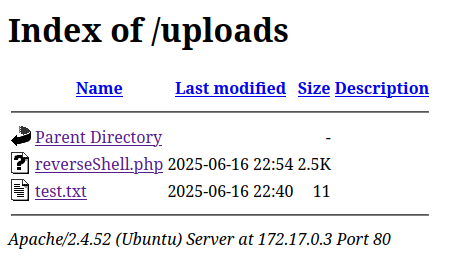 Index of /uploads
Name Last modified Size Description
Parent Directory -
reverseShell.php 2025-06-16 22:54 2.5K
test.txt 2025-06-16 22:40 11
Apache/2.4.52 (Ubuntu) Server at 172.17.0.3 Port 80